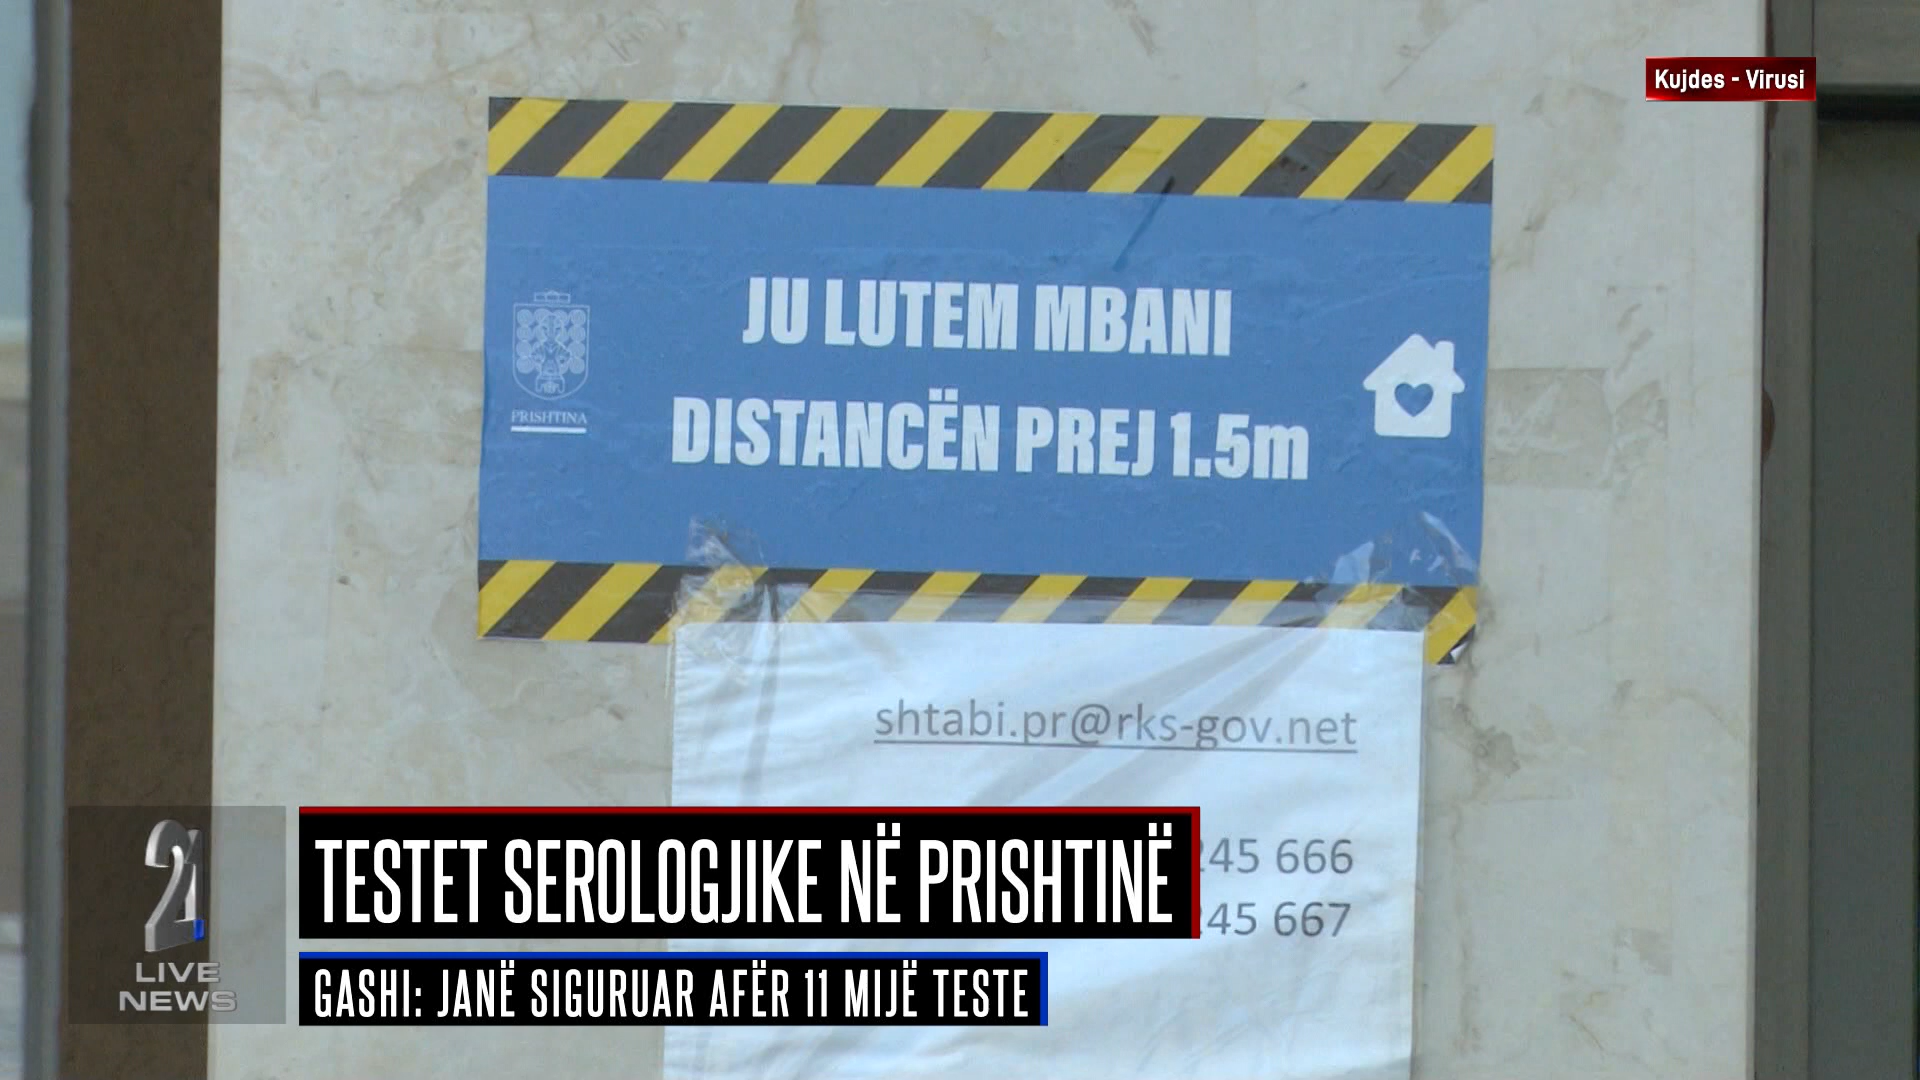 Kujdes - Virusi
JU LUTEM MBANI
DISTANCËN PREJ 1.5m
PRISHTINA
shtabi.pr@rks-gov.net
245 666
245 667
TESTET SEROLOGJIKE NË PRISHTINË
GASHI: JANË SIGURUAR AFËR 11 MIJË TESTE
21
LIVE
NEWS